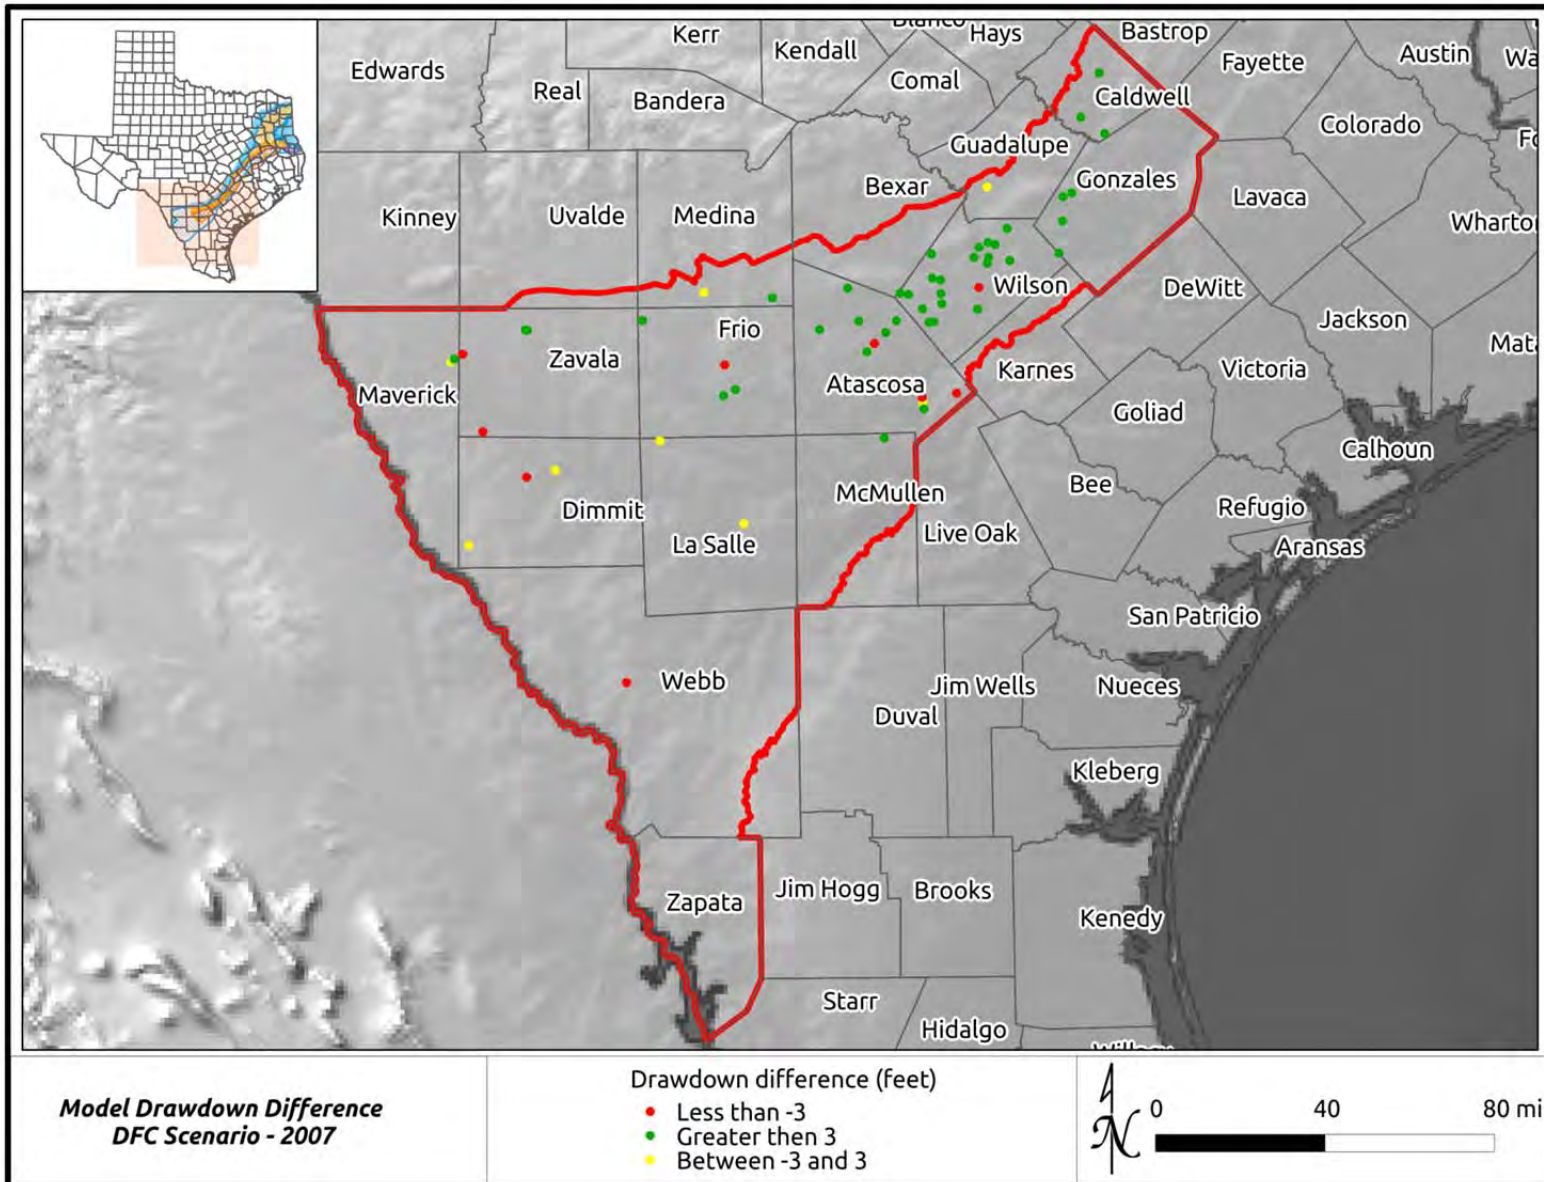 Blanco
Kerr
Hays
Bastrop
Kendall
Austin
Wa
Edwards
Fayette
Real
Comal
Bandera
Caldwell
Colorado
Fo
Guadalupe
Gonzales
Bexar
Lavaca
Kinney
Uvalde
Medina
Wharton
Wilson
DeWitt
Frio
Jackson
Zavala
Mata
Karnes
Victoria
Maverick
Atascosa
Goliad
Calhoun
McMullen
Bee
Dimmit
Refugio
La Salle
Live Oak
Aransas
San Patricio
Webb
Jim Wells
Nueces
Duval
Kleberg
Zapata
Jim Hogg
Brooks
Kenedy
Starr
Hidalgo
Model Drawdown Difference
DFC Scenario - 2007
Drawdown difference (feet)
Less than -3
Greater then 3
Between -3 and 3
N
0 40 80 mi